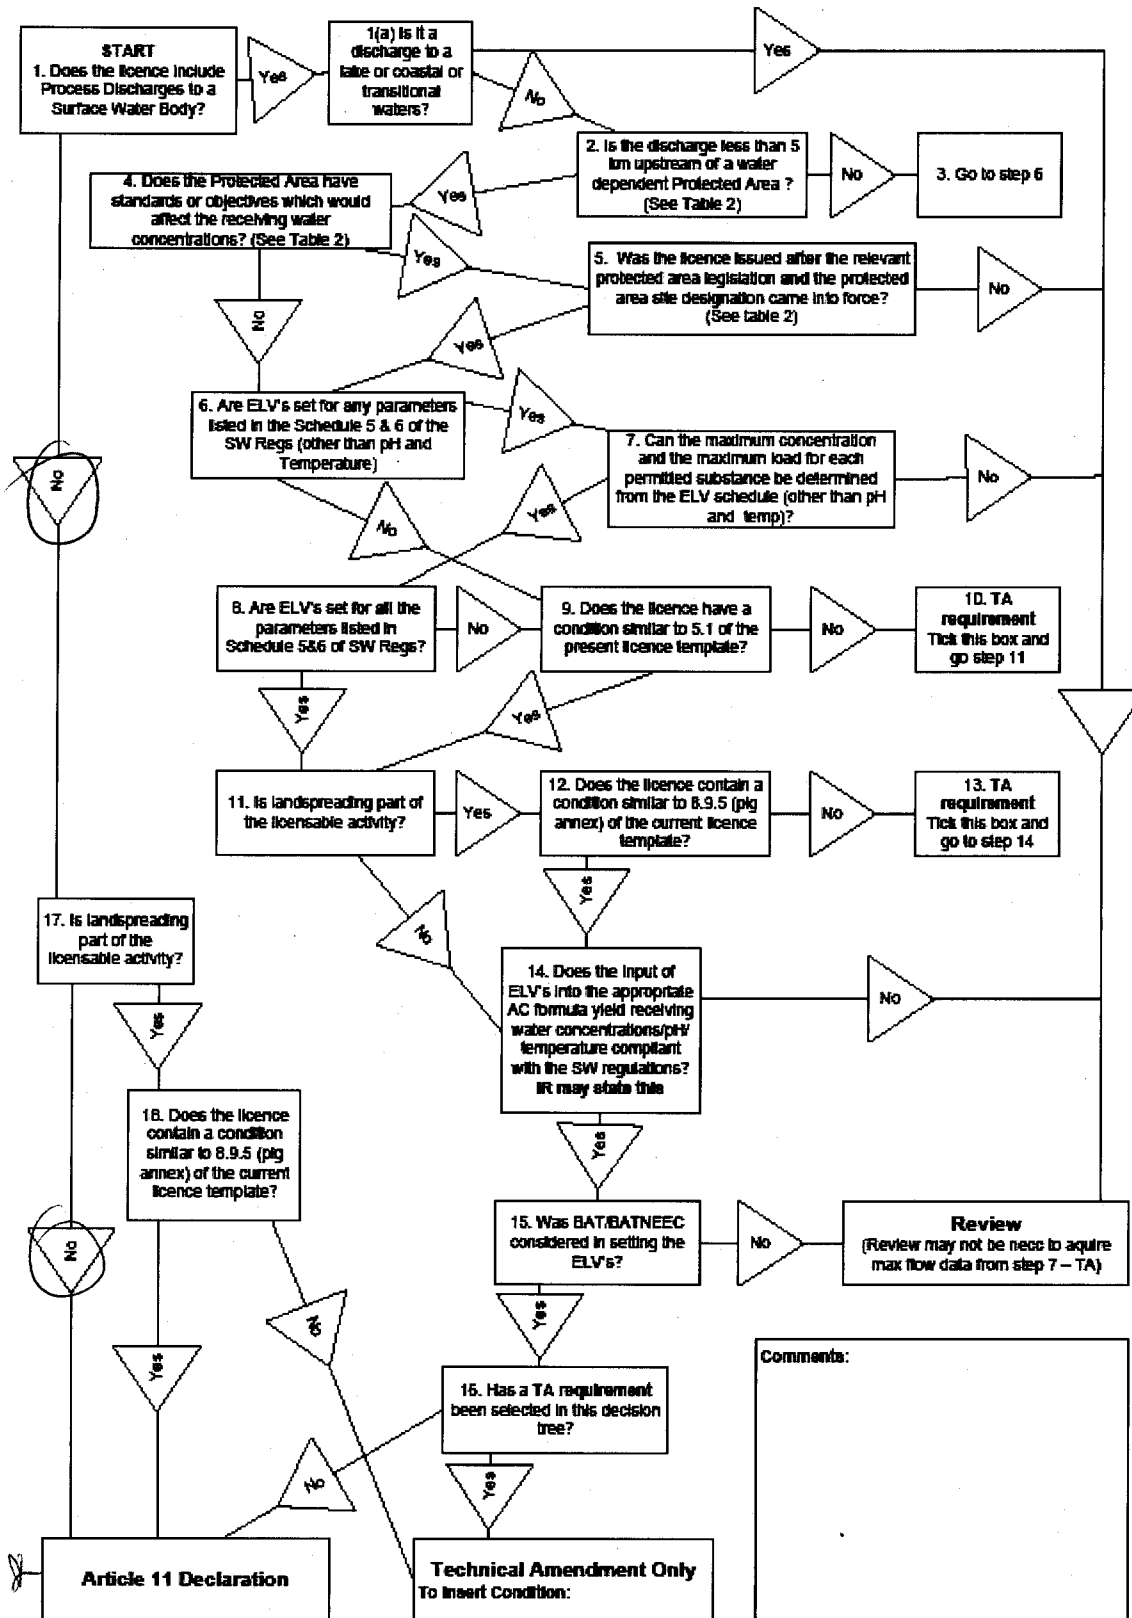 START
1. Does the licence include
Process Discharges to a
Surface Water Body?
Yes
1(a) Is it a
discharge to a
lake or coastal or
transitional
waters?
Yes
No
2. Is the discharge less than 5
km upstream of a water
dependent Protected Area ?
(See Table 2)
No
3. Go to step 6
Yes
4. Does the Protected Area have
standards or objectives which would
affect the receiving water
concentrations? (See Table 2)
Yes
No
5. Was the licence issued after the relevant
protected area legislation and the protected
area site designation came into force?
(See table 2)
No
Yes
6. Are ELV's set for any parameters
listed in the Schedule 5 & 6 of the
SW Regs (other than pH and
Temperature)
Yes
No
7. Can the maximum concentration
and the maximum load for each
permitted substance be determined
from the ELV schedule (other than pH
and temp)?
No
Yes
No
8. Are ELV's set for all the
parameters listed in
Schedule 5&6 of SW Regs?
No
Yes
9. Does the licence have a
condition similar to 5.1 of the
present licence template?
No
Yes
10. TA
requirement
Tick this box and
go step 11
11. Is landspreading part of
the licensable activity?
Yes
No
12. Does the licence contain a
condition similar to 8.9.5 (pig
annex) of the current licence
template?
No
Yes
13. TA
requirement
Tick this box and
go to step 14
17. Is landspreading
part of the
licensable activity?
Yes
No
14. Does the input of
ELV's into the appropriate
AC formula yield receiving
water concentrations/pH/
temperature compliant
with the SW regulations?
IR may state this
No
Yes
18. Does the licence
contain a condition
similar to 8.9.5 (pig
annex) of the current
licence template?
No
Yes
15. Was BAT/BATNEEC
considered in setting the
ELV's?
No
Yes
Review
(Review may not be necc to aquire
max flow data from step 7 – TA)
16. Has a TA requirement
been selected in this decision
tree?
No
Yes
Comments:
Article 11 Declaration
Technical Amendment Only
To Insert Condition: